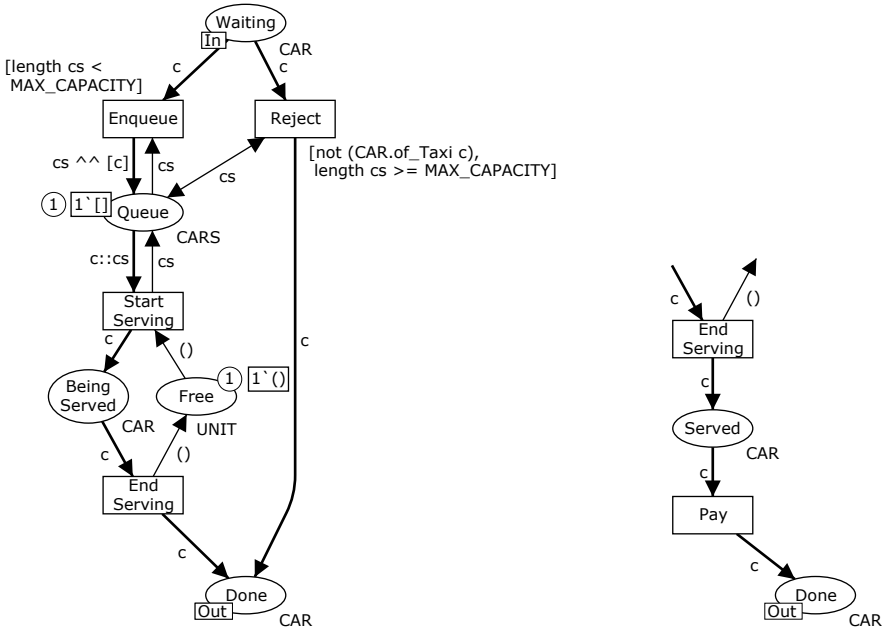 Waiting
In
CAR
[length cs <
MAX_CAPACITY]
c
c
Enqueue
Reject
cs ^^ [c]
cs
cs
[not (CAR.of_Taxi c),
length cs >= MAX_CAPACITY]
1
1`[]
Queue
CARS
c::cs
cs
Start
Serving
c
()
c
Being
Served
CAR
Free
1
1`()
UNIT
c
()
End
Serving
c
Done
Out
CAR
c
()
End
Serving
c
Served
CAR
c
Pay
c
Done
Out
CAR